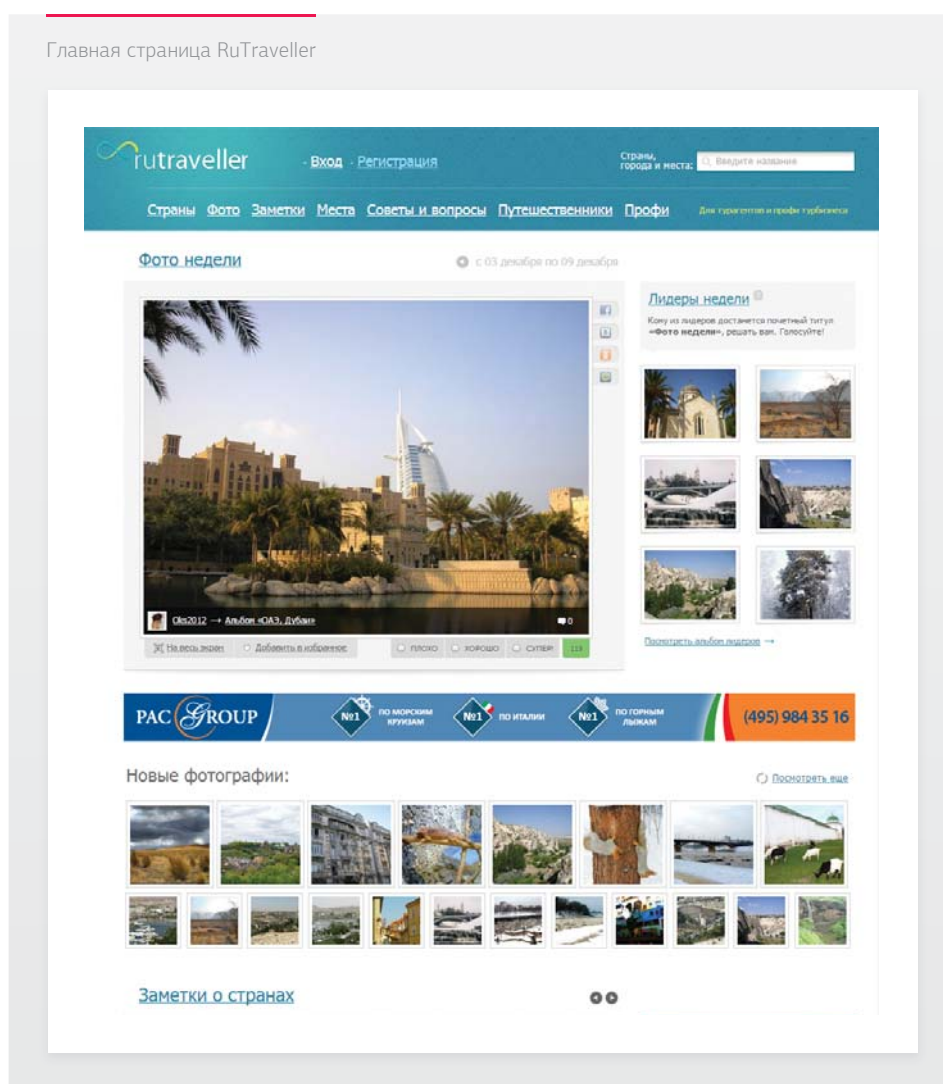 Главная страница RuTraveller
rutraveller
· Вход · Регистрация
Страны,
города и места:
Введите название
Страны Фото Заметки Места Советы и вопросы Путешественники Профи
Для турагентов и профи турбизнеса
Фото недели
с 03 декабря по 09 декабря
Лидеры недели
Кому из лидеров достанется почетный титул
«Фото недели», решать вам. Голосуйте!
Oks2012 → Альбом «ОАЭ, Дубаи»
0
На весь экран
Добавить в избранное
ПЛОХО
ХОРОШО
СУПЕР!
119
Посмотреть альбом лидеров →
PAC GROUP
№1 ПО МОРСКИМ
КРУИЗАМ
№1 ПО ИТАЛИИ
№1 ПО ГОРНЫМ
ЛЫЖАМ
(495) 984 35 16
Новые фотографии:
Посмотреть еще
Заметки о странах